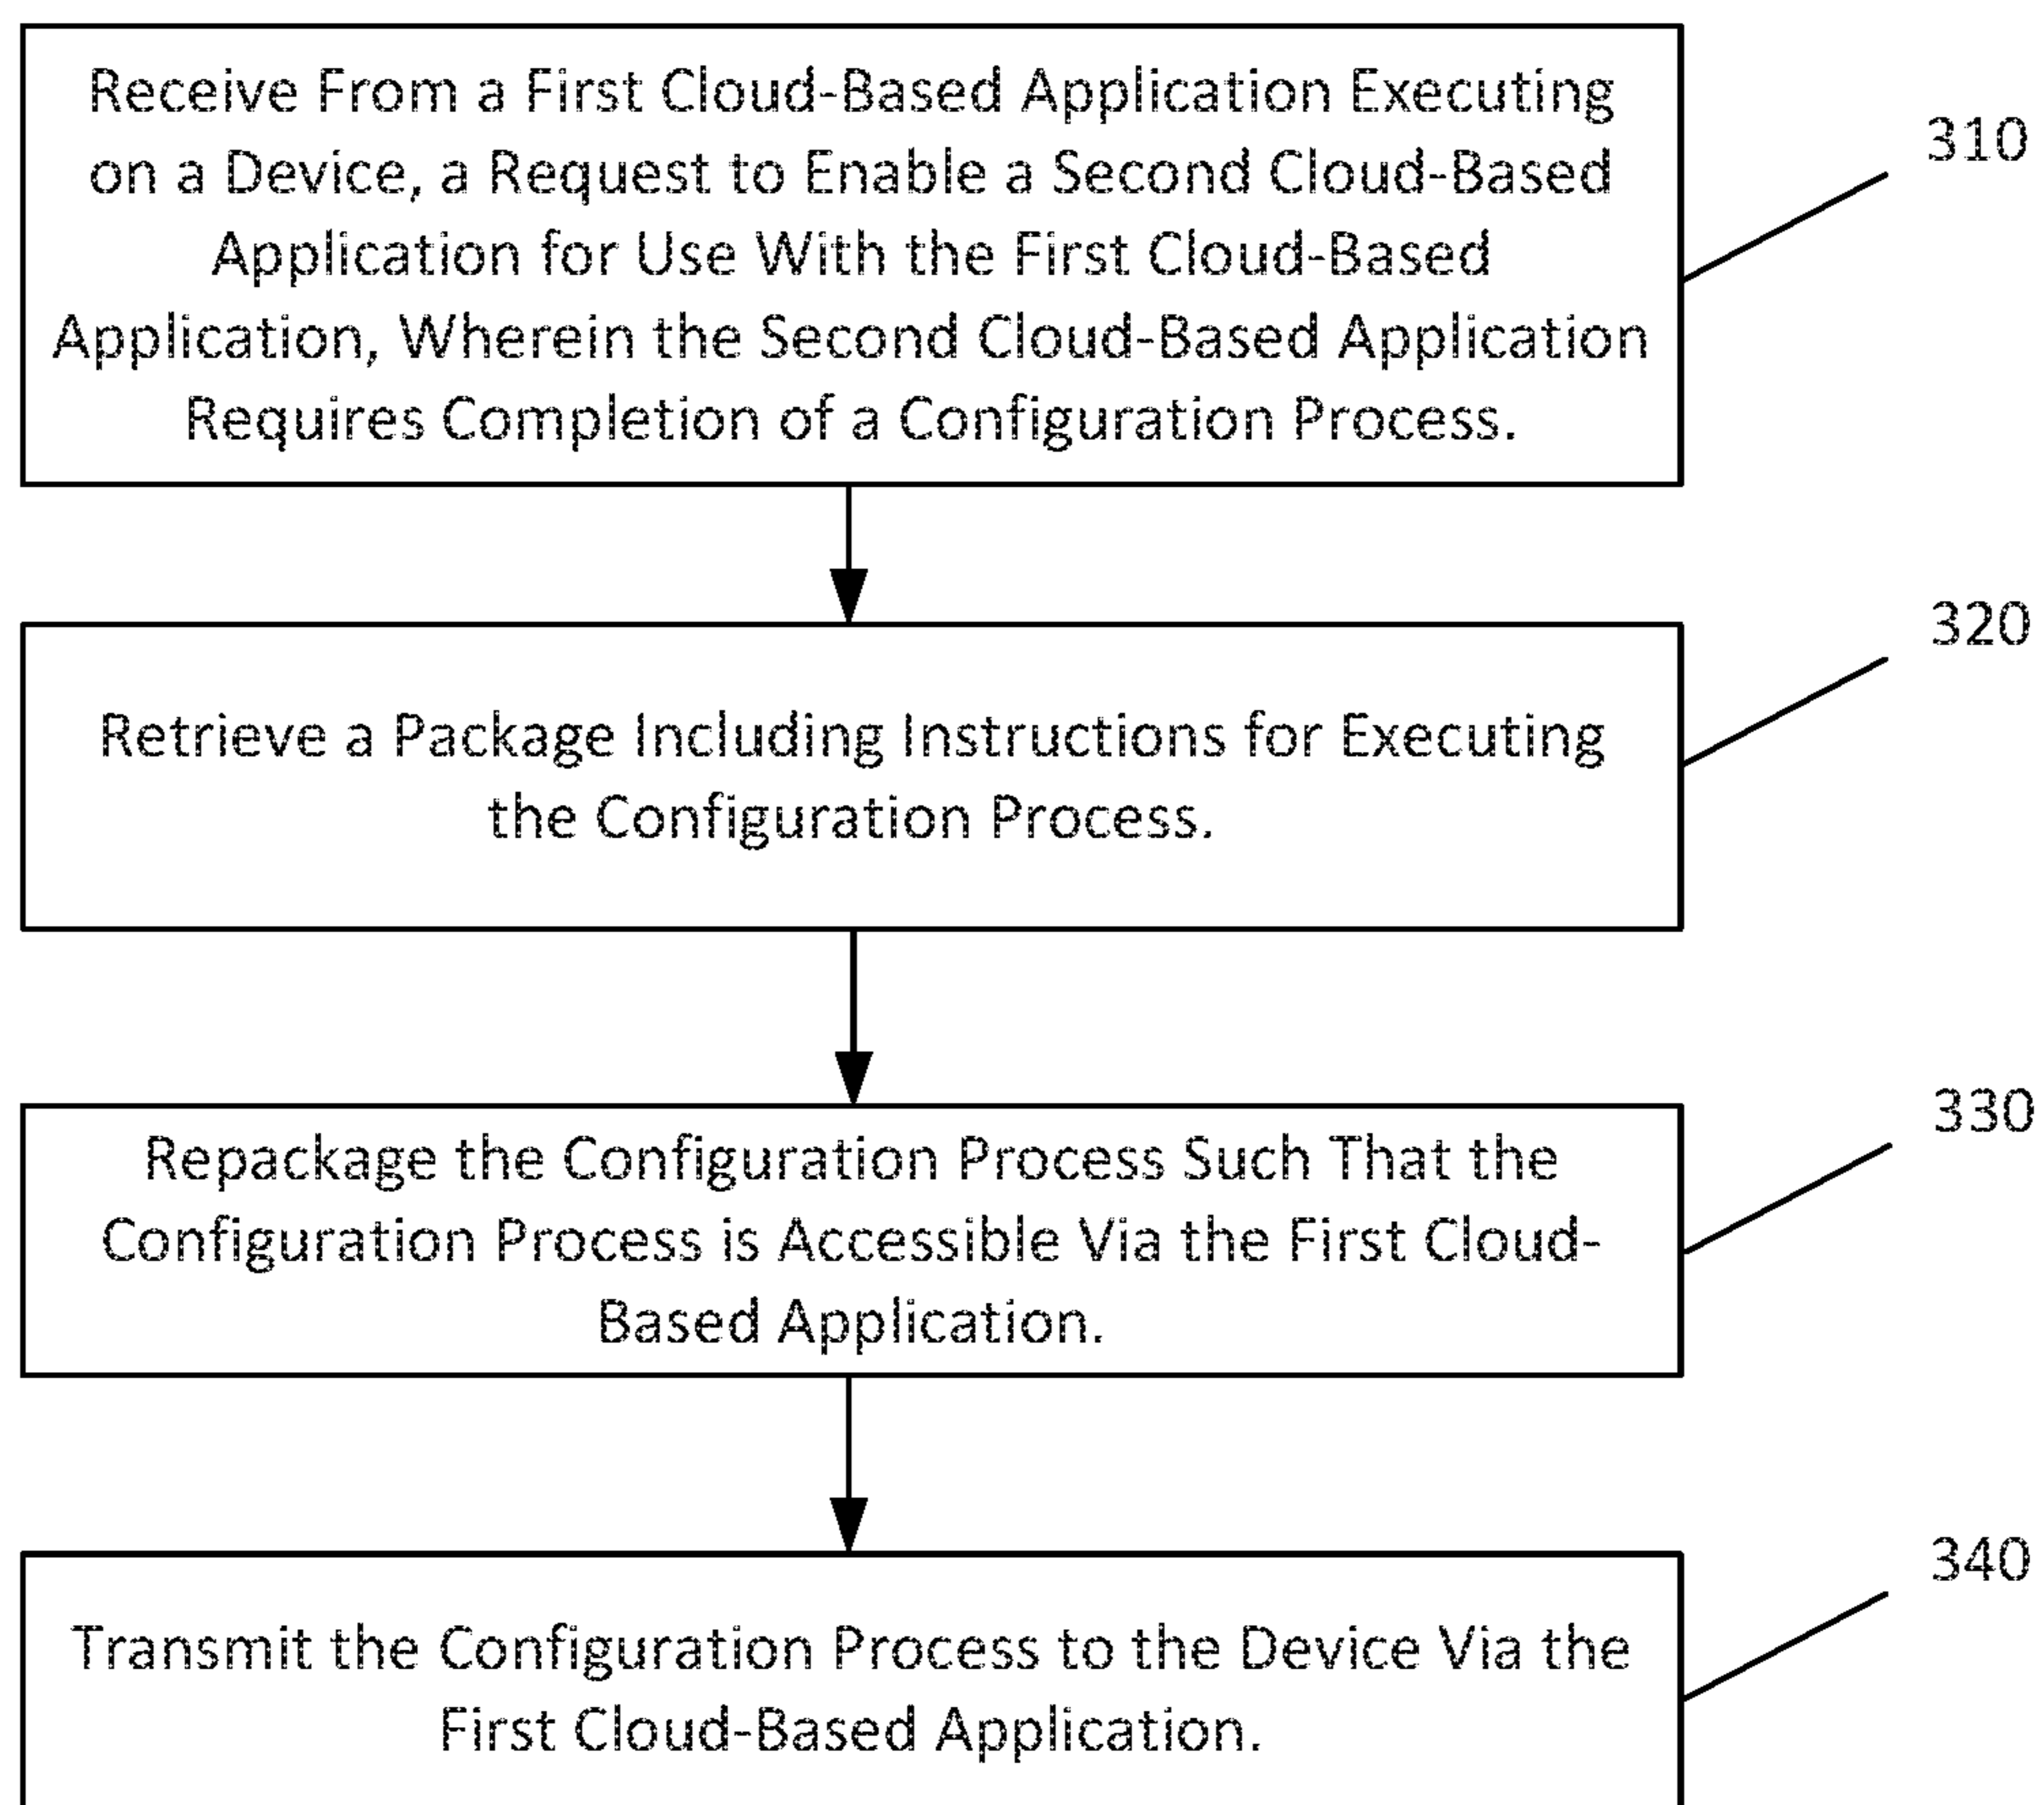 Receive From a First Cloud-Based Application Executing
on a Device, a Request to Enable a Second Cloud-Based
Application for Use With the First Cloud-Based
Application, Wherein the Second Cloud-Based Application
Requires Completion of a Configuration Process.
310
Retrieve a Package Including Instructions for Executing
the Configuration Process.
320
Repackage the Configuration Process Such That the
Configuration Process is Accessible Via the First Cloud-
Based Application.
330
Transmit the Configuration Process to the Device Via the
First Cloud-Based Application.
340